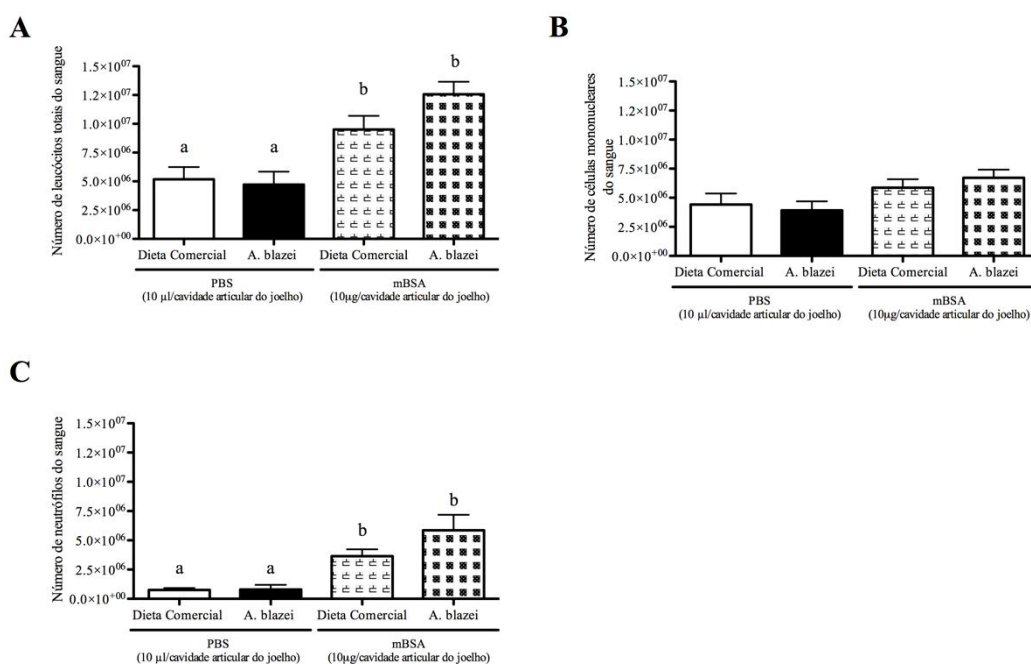 A
Número de leucócitos totais do sangue
1.5×10⁰⁷
1.2×10⁰⁷
1.0×10⁰⁷
7.5×10⁰⁶
5.0×10⁰⁶
2.5×10⁰⁶
0.0×10⁺⁰⁰
a
a
b
b
Dieta Comercial
A. blazei
Dieta Comercial
A. blazei
PBS
(10 µl/cavidade articular do joelho)
mBSA
(10µg/cavidade articular do joelho)
B
Número de células mononucleares
do sangue
1.5×10⁰⁷
1.2×10⁰⁷
1.0×10⁰⁷
7.5×10⁰⁶
5.0×10⁰⁶
2.5×10⁰⁶
0.0×10⁺⁰⁰
Dieta Comercial
A. blazei
Dieta Comercial
A. blazei
PBS
(10 µl/cavidade articular do joelho)
mBSA
(10µg/cavidade articular do joelho)
C
Número de neutrófilos do sangue
1.5×10⁰⁷
1.2×10⁰⁷
1.0×10⁰⁷
7.5×10⁰⁶
5.0×10⁰⁶
2.5×10⁰⁶
0.0×10⁺⁰⁰
a
a
b
b
Dieta Comercial
A. blazei
Dieta Comercial
A. blazei
PBS
(10 µl/cavidade articular do joelho)
mBSA
(10µg/cavidade articular do joelho)